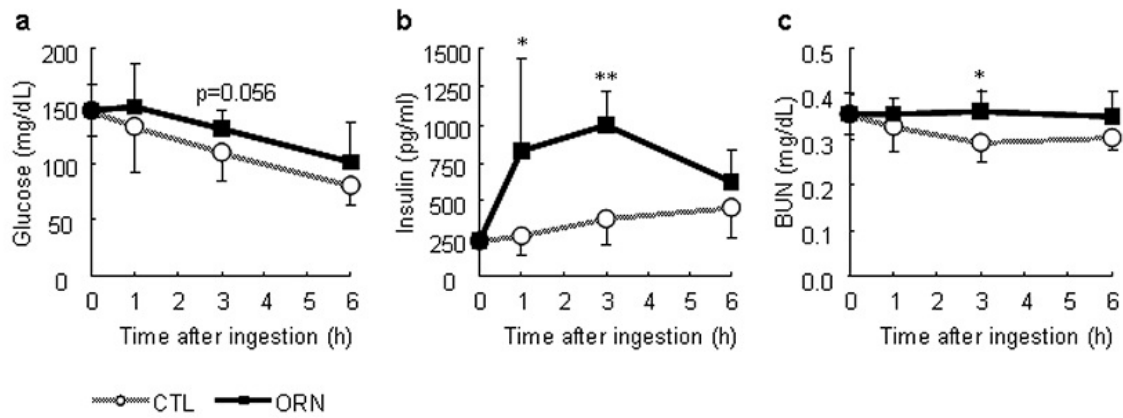 a
200
150
100
50
0
Glucose (mg/dL)
p=0.056
0 1 2 3 4 5 6
Time after ingestion (h)
b
1500
1250
1000
750
500
250
0
Insulin (pg/ml)
*
**
0 1 2 3 4 5 6
Time after ingestion (h)
c
0.5
0.4
0.3
0.2
0.1
0.0
BUN (mg/dL)
*
0 1 2 3 4 5 6
Time after ingestion (h)
CTL ORN